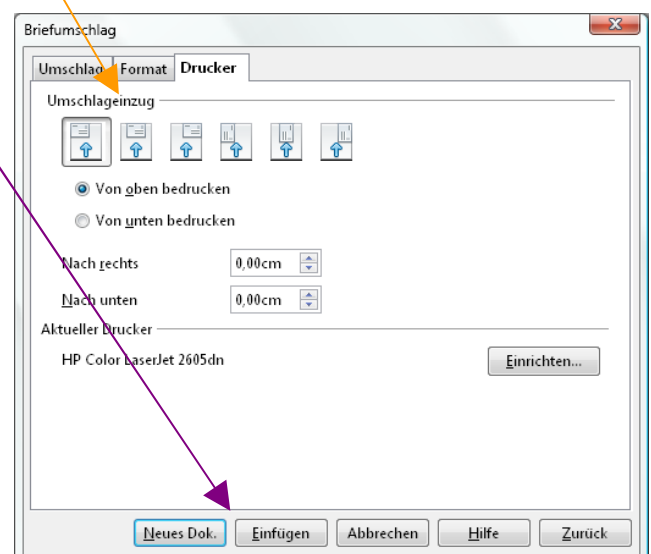 Briefumschlag
Umschlag Format Drucker
Umschlageinzug
Von oben bedrucken
Von unten bedrucken
Nach rechts 0,00cm
Nach unten 0,00cm
Aktueller Drucker
HP Color LaserJet 2605dn Einrichten...
Neues Dok. Einfügen Abbrechen Hilfe Zurück